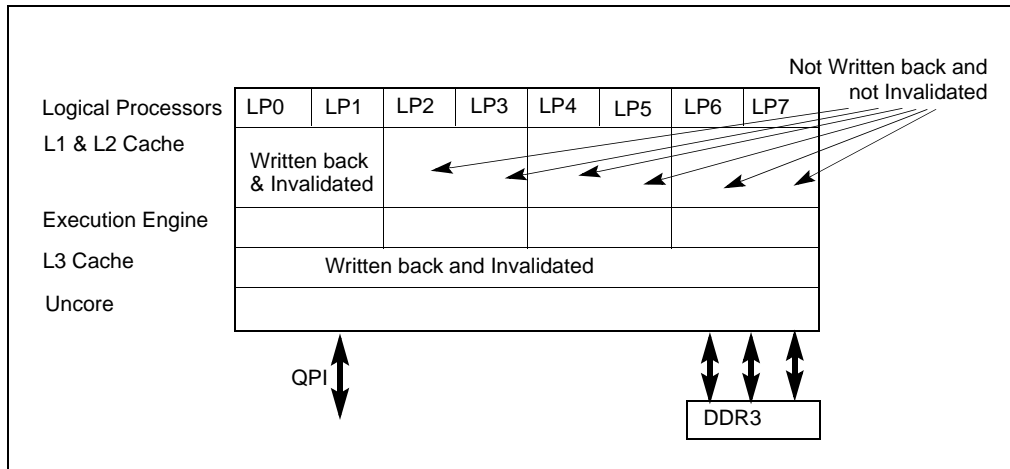 Not Written back and
not Invalidated
Logical Processors LP0 LP1 LP2 LP3 LP4 LP5 LP6 LP7
L1 & L2 Cache
Written back
& Invalidated
Execution Engine
L3 Cache Written back and Invalidated
Uncore
QPI
DDR3